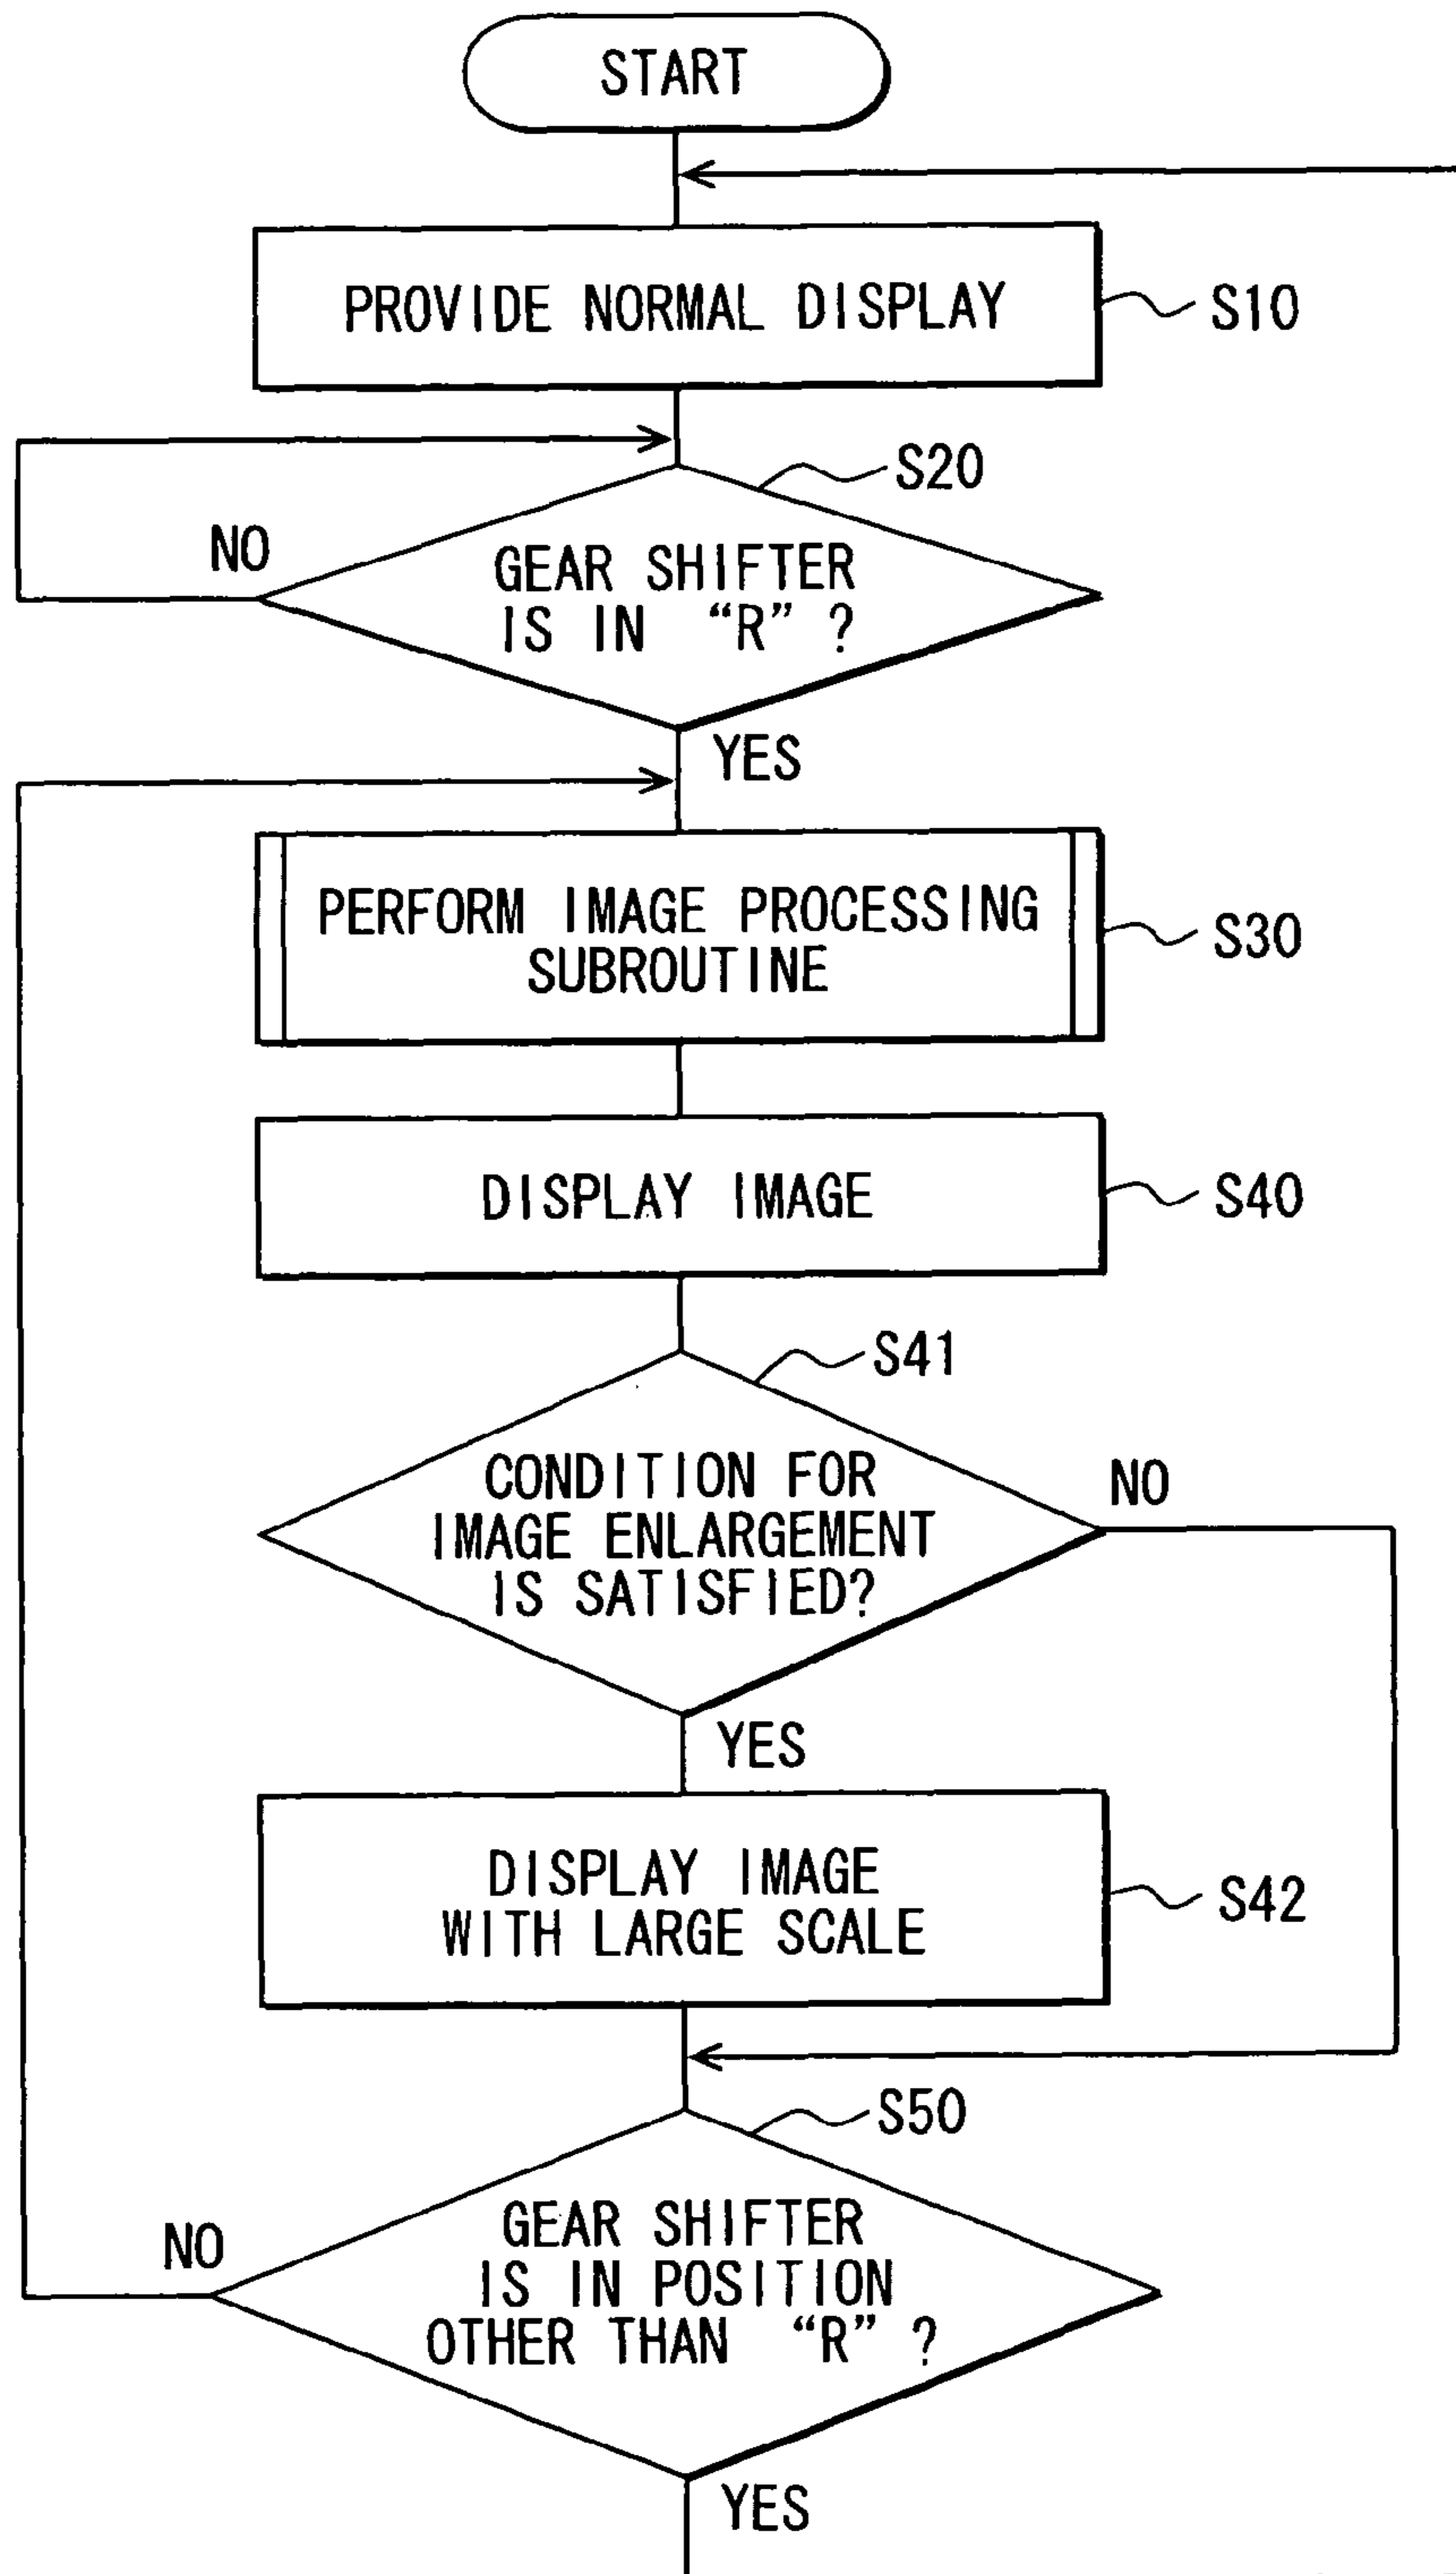 START
PROVIDE NORMAL DISPLAY
S10
S20
NO
GEAR SHIFTER
IS IN “R” ?
YES
PERFORM IMAGE PROCESSING
SUBROUTINE
S30
DISPLAY IMAGE
S40
S41
CONDITION FOR
IMAGE ENLARGEMENT
IS SATISFIED?
NO
YES
DISPLAY IMAGE
WITH LARGE SCALE
S42
S50
NO
GEAR SHIFTER
IS IN POSITION
OTHER THAN “R” ?
YES